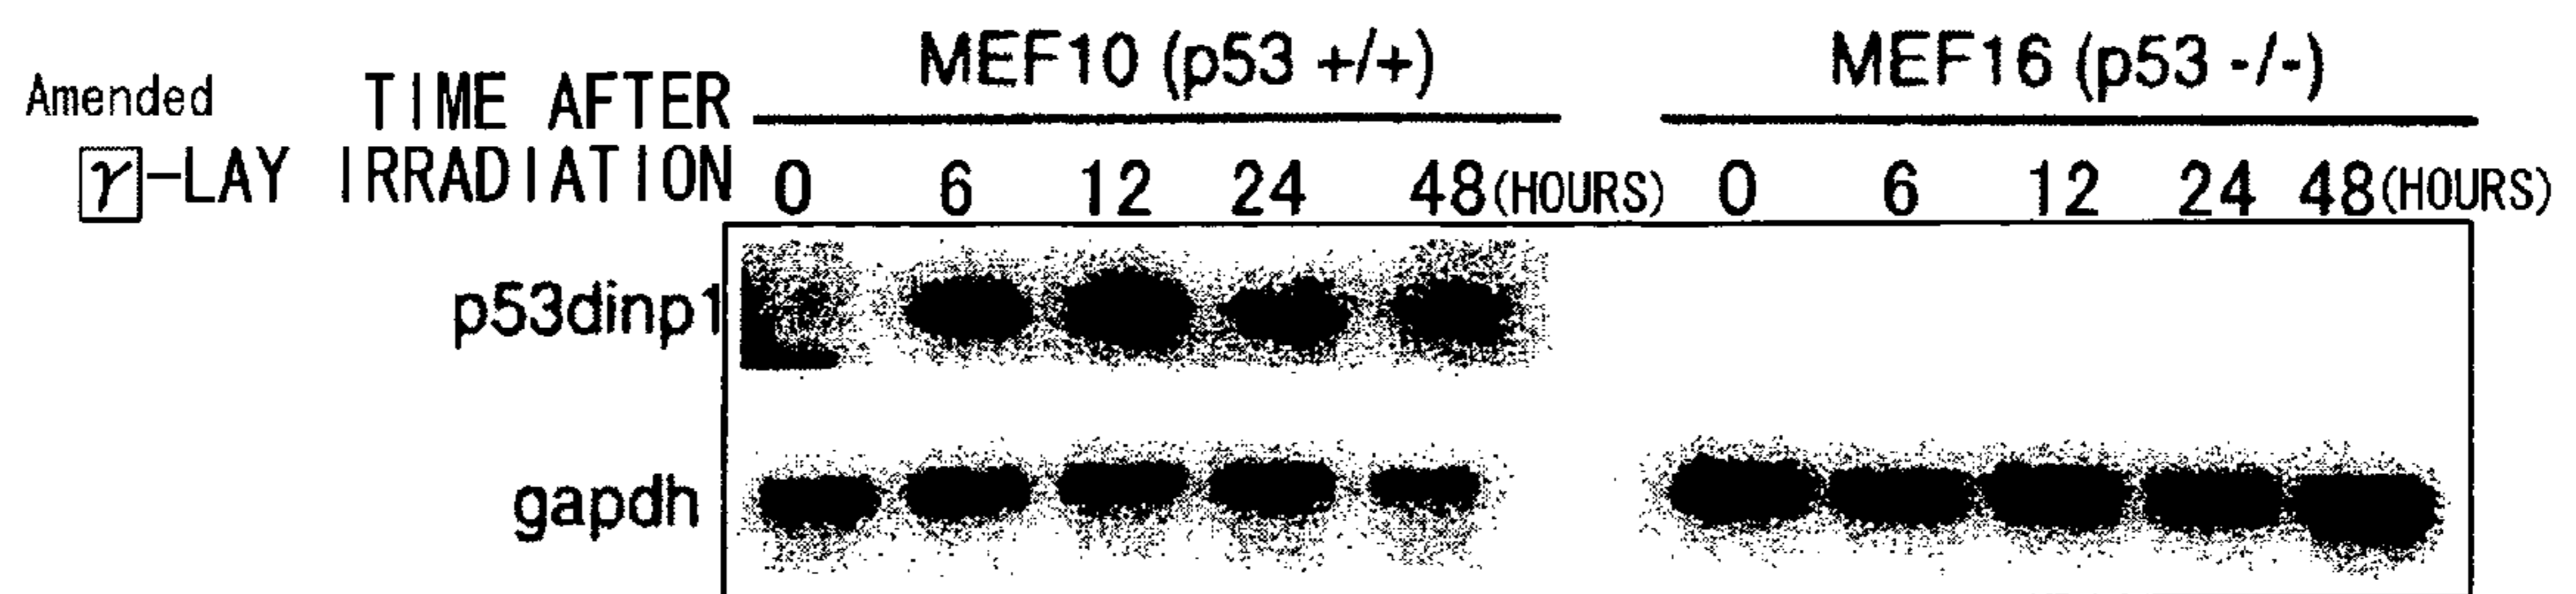 MEF10 (p53 +/+) MEF16 (p53 -/-)
Amended TIME AFTER
γ-LAY IRRADIATION 0 6 12 24 48(HOURS) 0 6 12 24 48(HOURS)
p53dinp1
gapdh